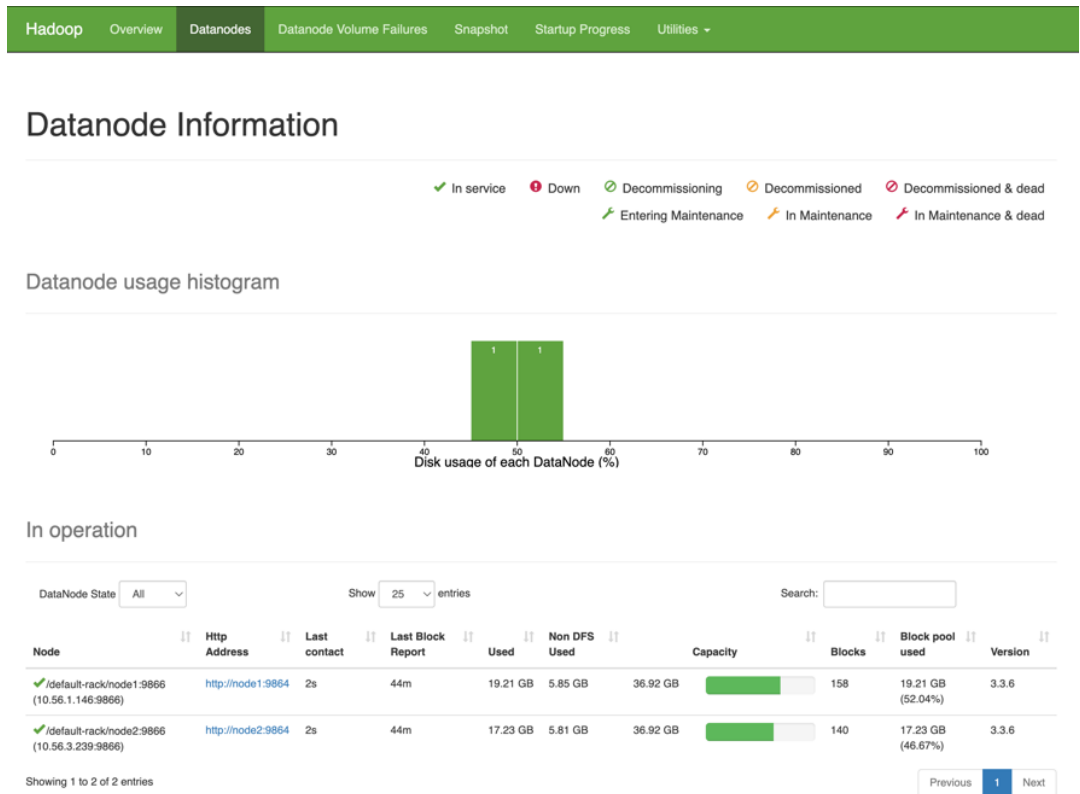 Hadoop Overview Datanodes Datanode Volume Failures Snapshot Startup Progress Utilities
Datanode Information
In service Down Decommissioning Decommissioned Decommissioned & dead
Entering Maintenance In Maintenance In Maintenance & dead
Datanode usage histogram
1 1
0 10 20 30 40 50 60 70 80 90 100
Disk usage of each DataNode (%)
In operation
DataNode State All Show 25 entries Search:
Node Http Address Last contact Last Block Report Used Non DFS Used Capacity Blocks Block pool used Version
/default-rack/node1:9866 http://node1:9864 2s 44m 19.21 GB 5.85 GB 36.92 GB 158 19.21 GB 3.3.6
(10.56.1.146:9866) (52.04%)
/default-rack/node2:9866 http://node2:9864 2s 44m 17.23 GB 5.81 GB 36.92 GB 140 17.23 GB 3.3.6
(10.56.3.239:9866) (46.67%)
Showing 1 to 2 of 2 entries Previous 1 Next